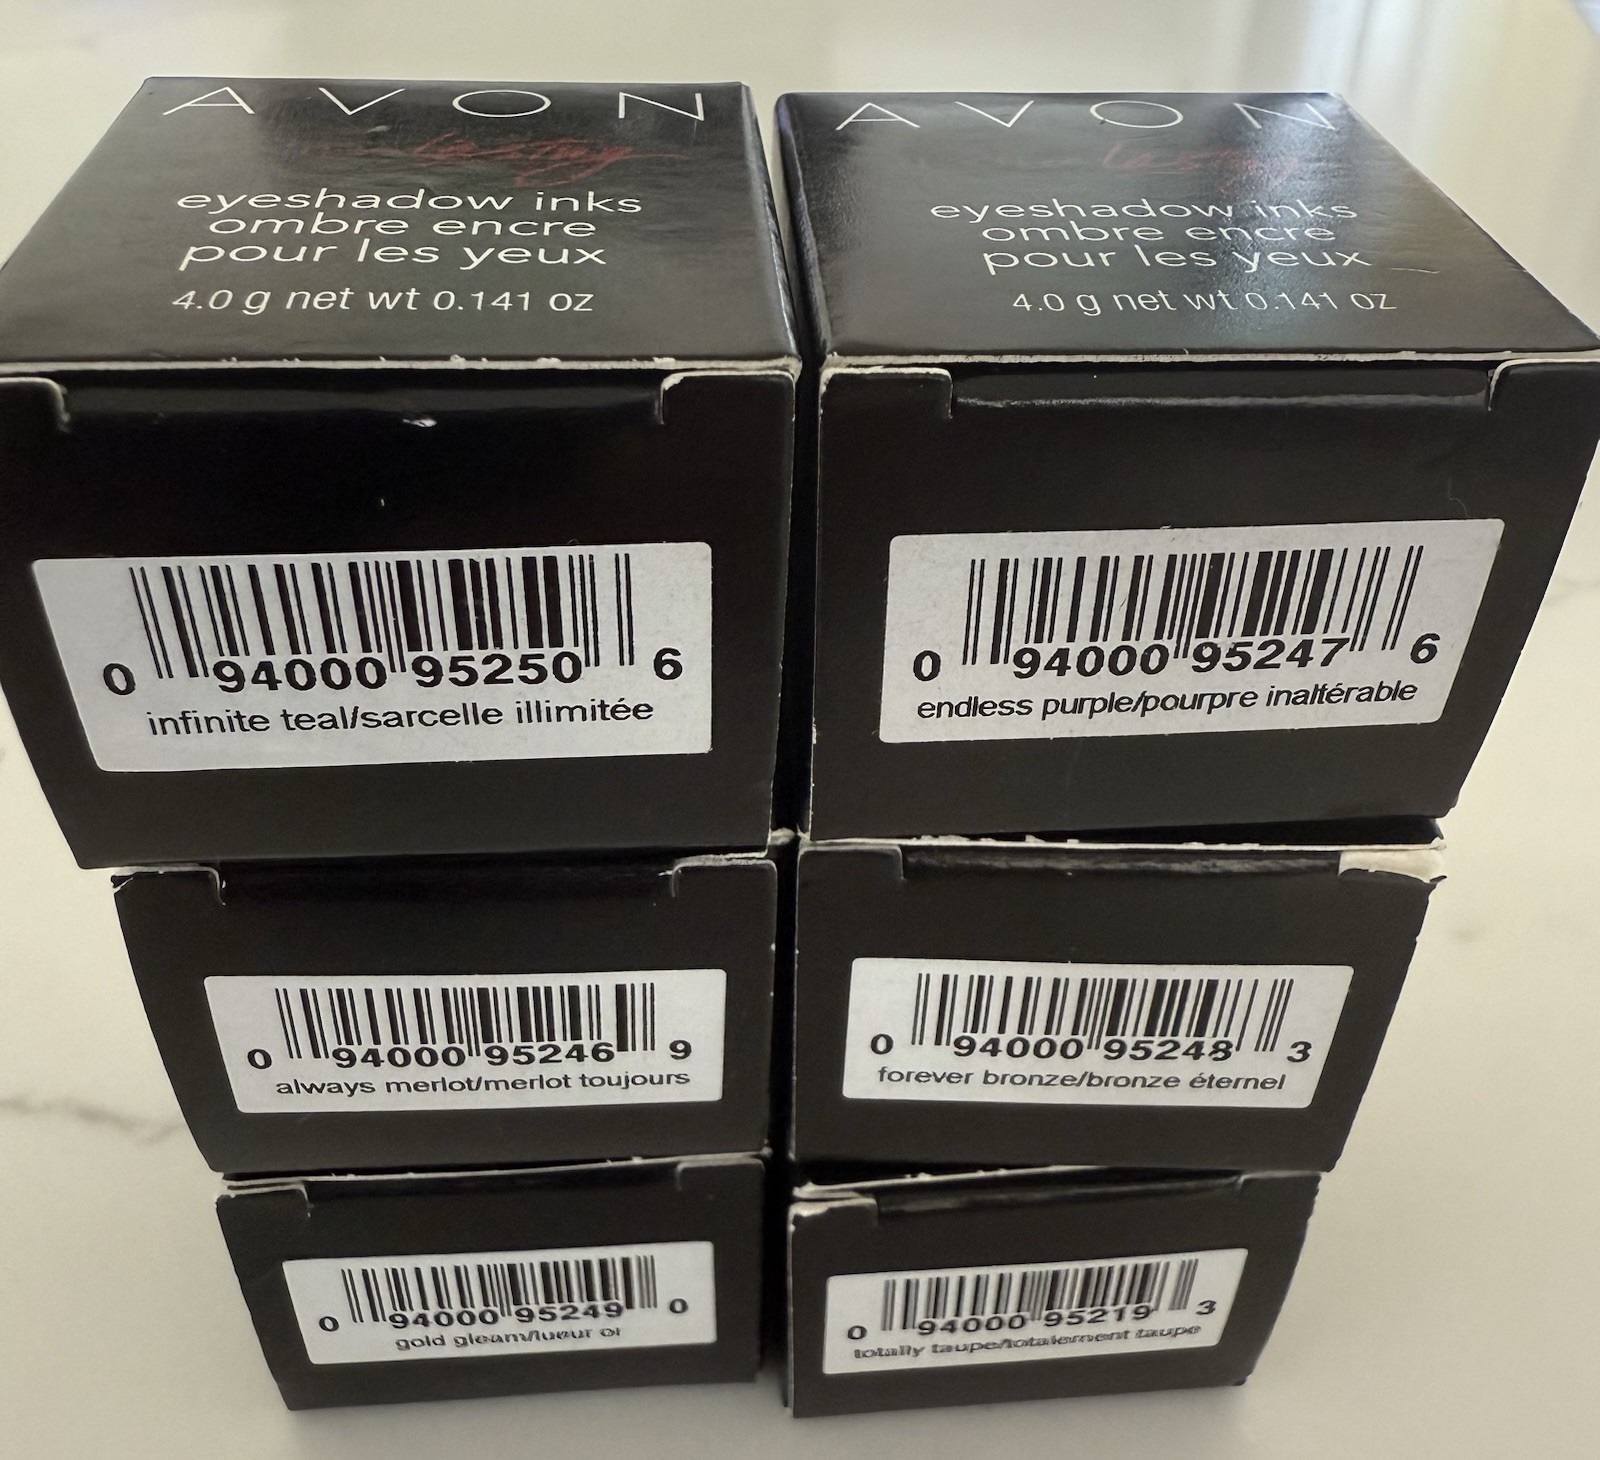 AVON
lasting
eyeshadow inks
ombre encre
pour les yeux
4.0 g net wt 0.141 oz
AVON
lasting
eyeshadow inks
ombre encre
pour les yeux
4.0 g net wt 0.141 oz
0 94000 95250 6
infinite teal/sarcelle illimitée
0 94000 95247 6
endless purple/pourpre inaltérable
0 94000 95246 9
always merlot/merlot toujours
0 94000 95248 3
forever bronze/bronze éternel
0 94000 95249 0
gold gleam/lueur or
0 94000 95219 3
totally taupe/totalement taupe